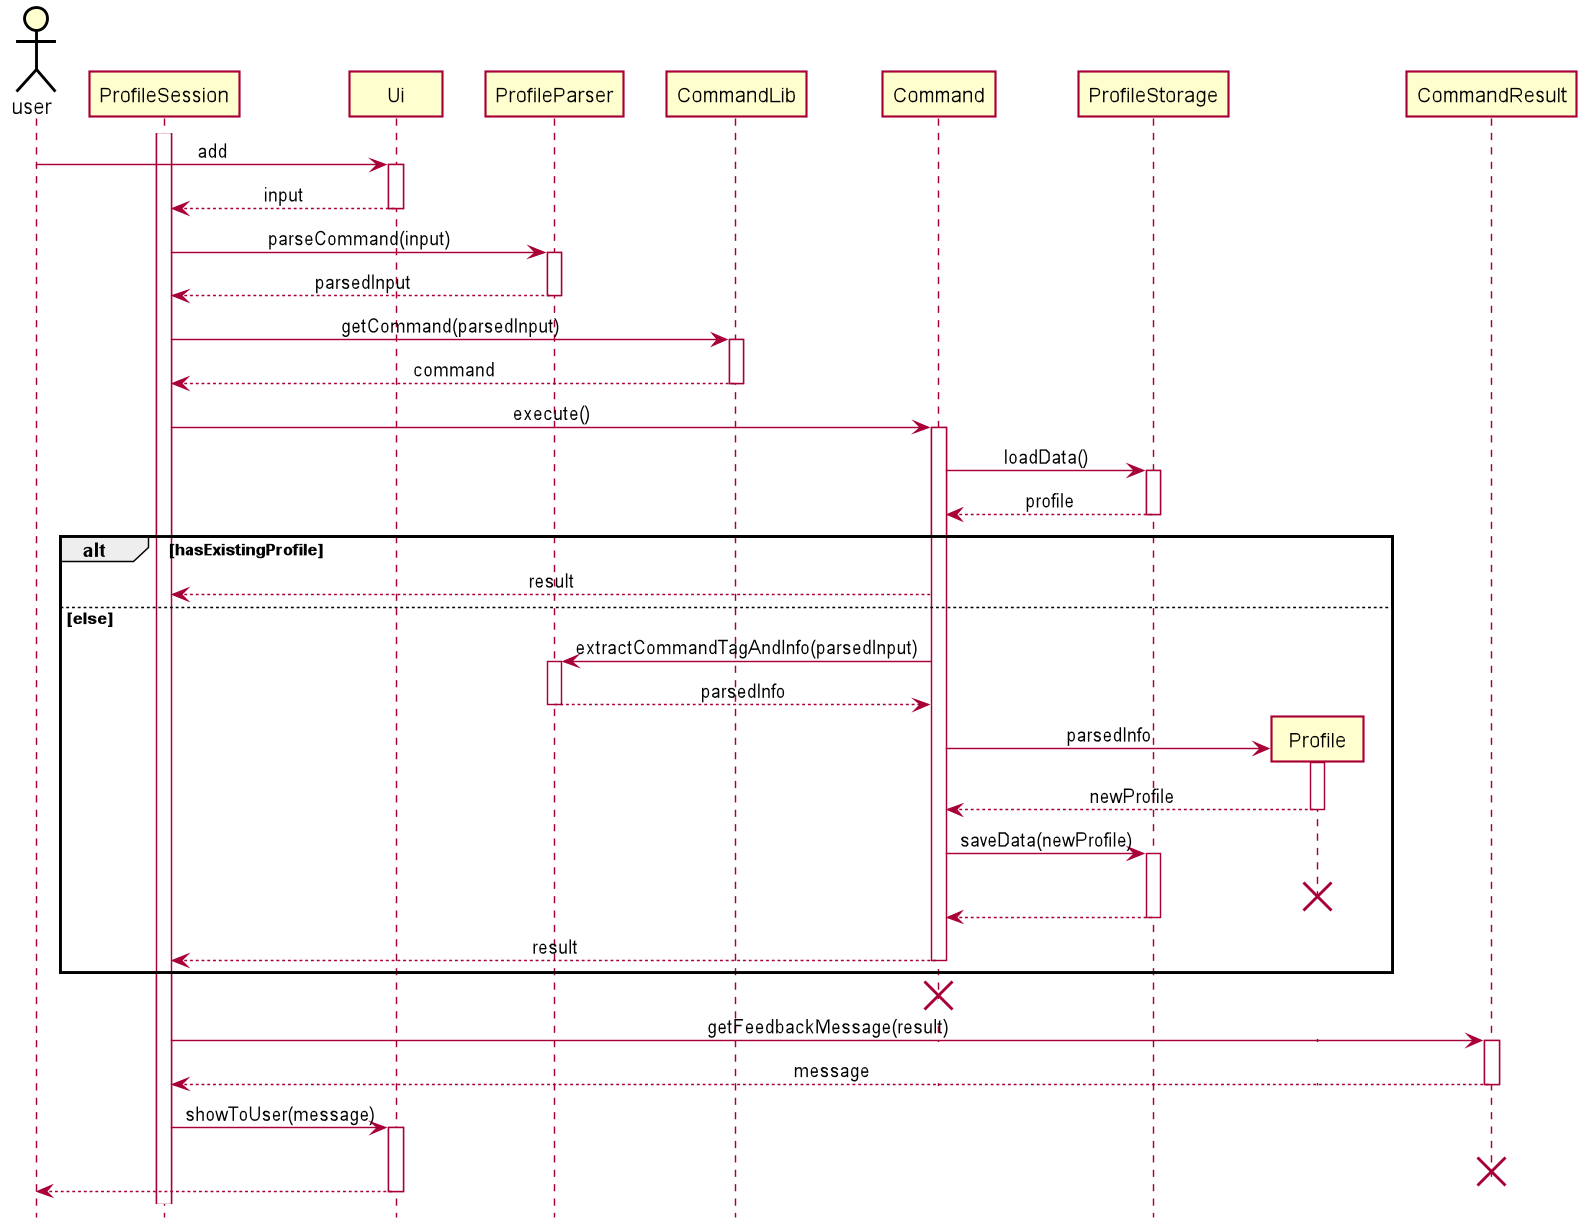 user
ProfileSession
Ui
ProfileParser
CommandLib
Command
ProfileStorage
CommandResult
add
input
parseCommand(input)
parsedInput
getCommand(parsedInput)
command
execute()
loadData()
profile
alt
[hasExistingProfile]
result
[else]
extractCommandTagAndInfo(parsedInput)
parsedInfo
parsedInfo
Profile
newProfile
saveData(newProfile)
result
getFeedbackMessage(result)
message
showToUser(message)